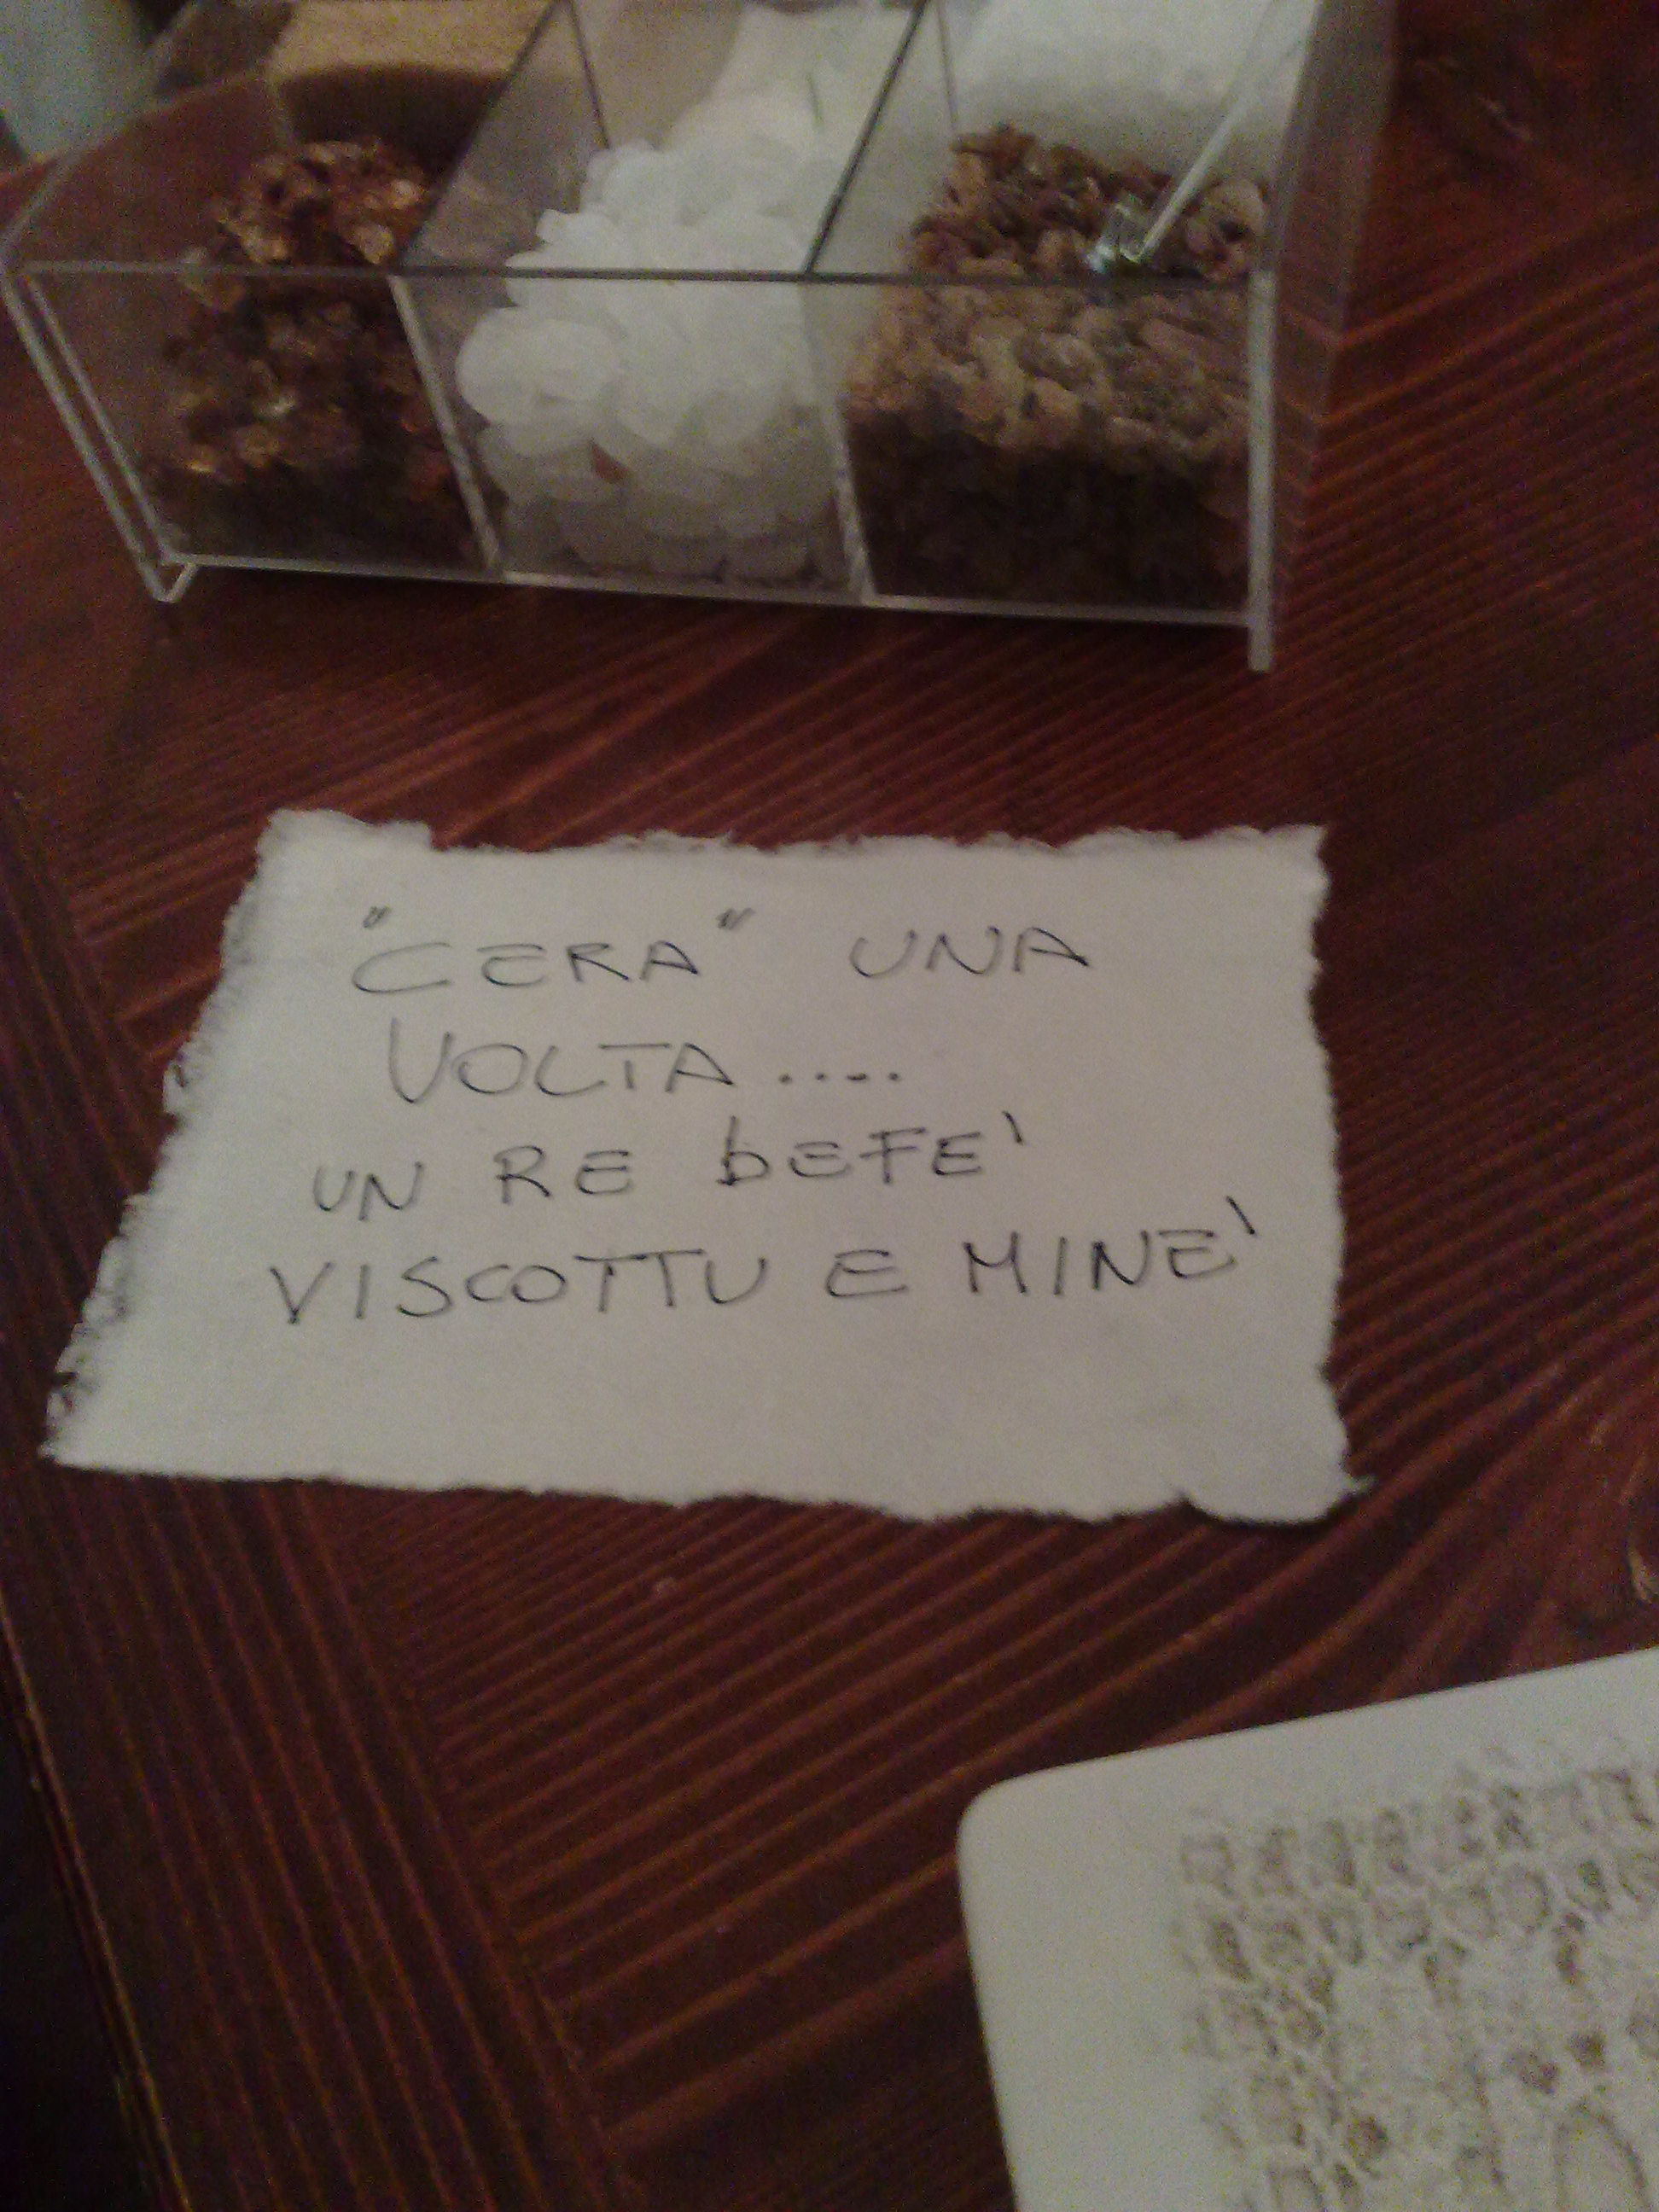 "CERA" UNA
VOLTA....
UN RE bEFE'
VISCOTTU E MINE'